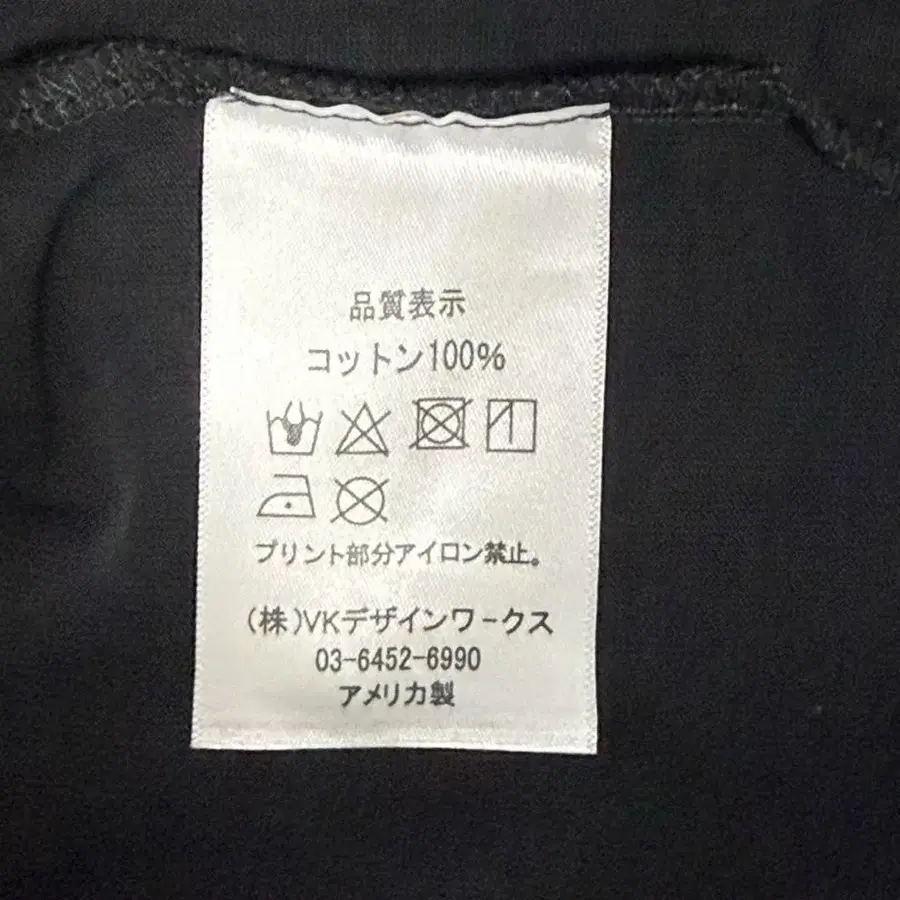 品質表示
コットン100%
プリント部分アイロン禁止。
(株)VKデザインワークス
03-6452-6990
アメリカ製